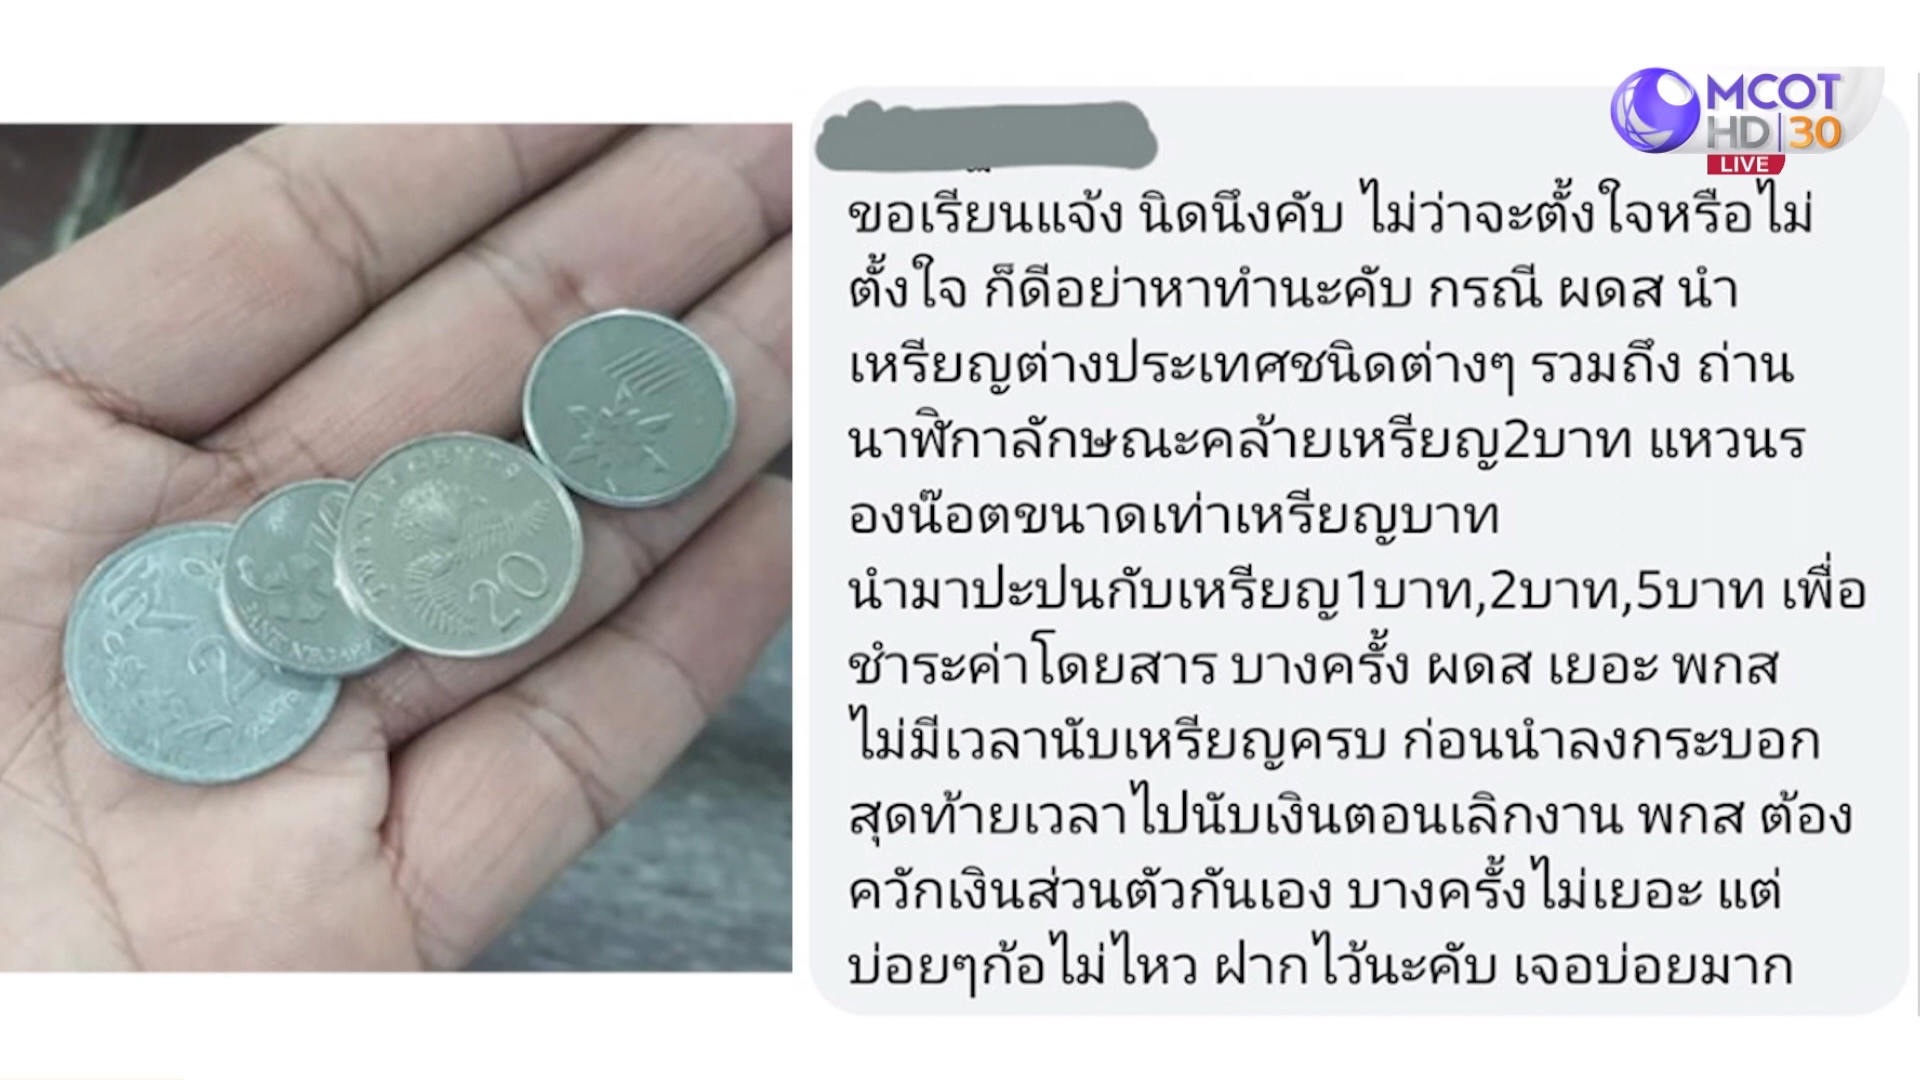 MCOT
HD 30
LIVE
ขอเรียนแจ้ง นิดนึงคับ ไม่ว่าจะตั้งใจหรือไม่
ตั้งใจ ก็ดีอย่าหาทำนะคับ กรณี ผดส นำ
เหรียญต่างประเทศชนิดต่างๆ รวมถึง ถ่าน
นาฬิกาลักษณะคล้ายเหรียญ2บาท แหวนร
องน๊อตขนาดเท่าเหรียญบาท
นำมาปะปนกับเหรียญ1บาท,2บาท,5บาท เพื่อ
ชำระค่าโดยสาร บางครั้ง ผดส เยอะ พกส
ไม่มีเวลานับเหรียญครบ ก่อนนำลงกระบอก
สุดท้ายเวลาไปนับเงินตอนเลิกงาน พกส ต้อง
ควักเงินส่วนตัวกันเอง บางครั้งไม่เยอะ แต่
บ่อยๆก้อไม่ไหว ฝากไว้นะคับ เจอบ่อยมาก
TWENTY CENTS
20
10
2